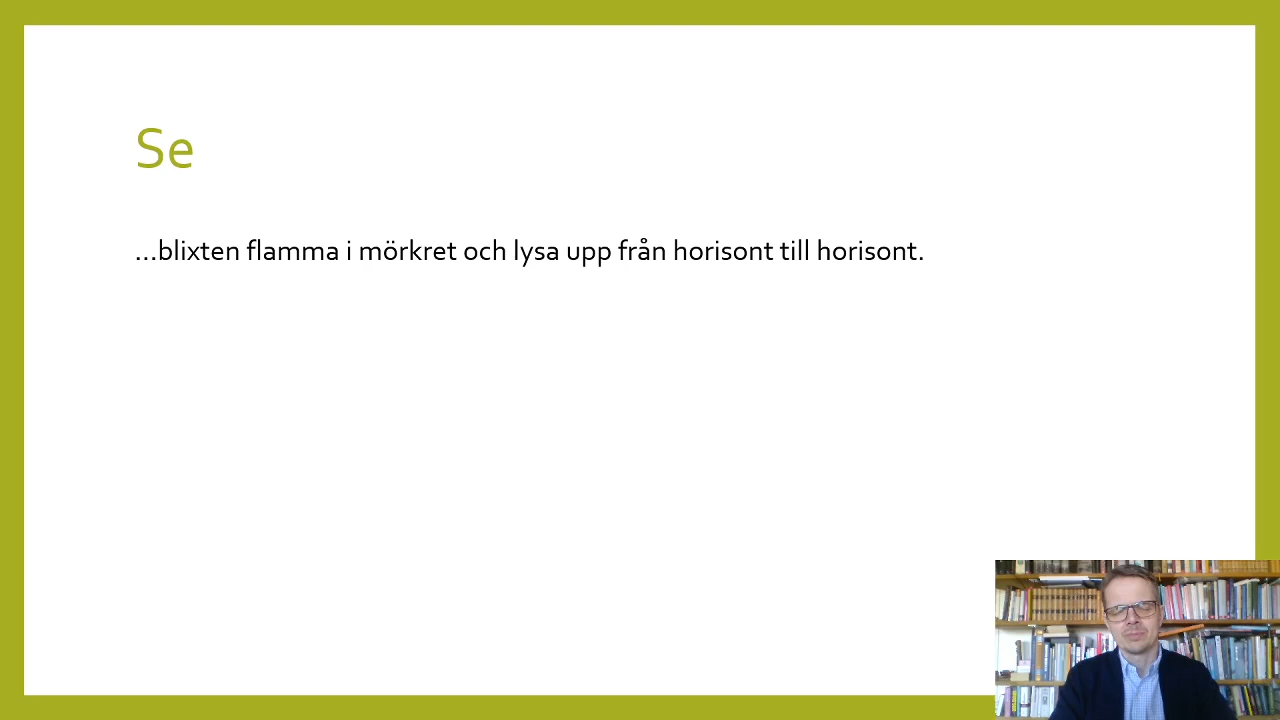 Se
…blixten flamma i mörkret och lysa upp från horisont till horisont.